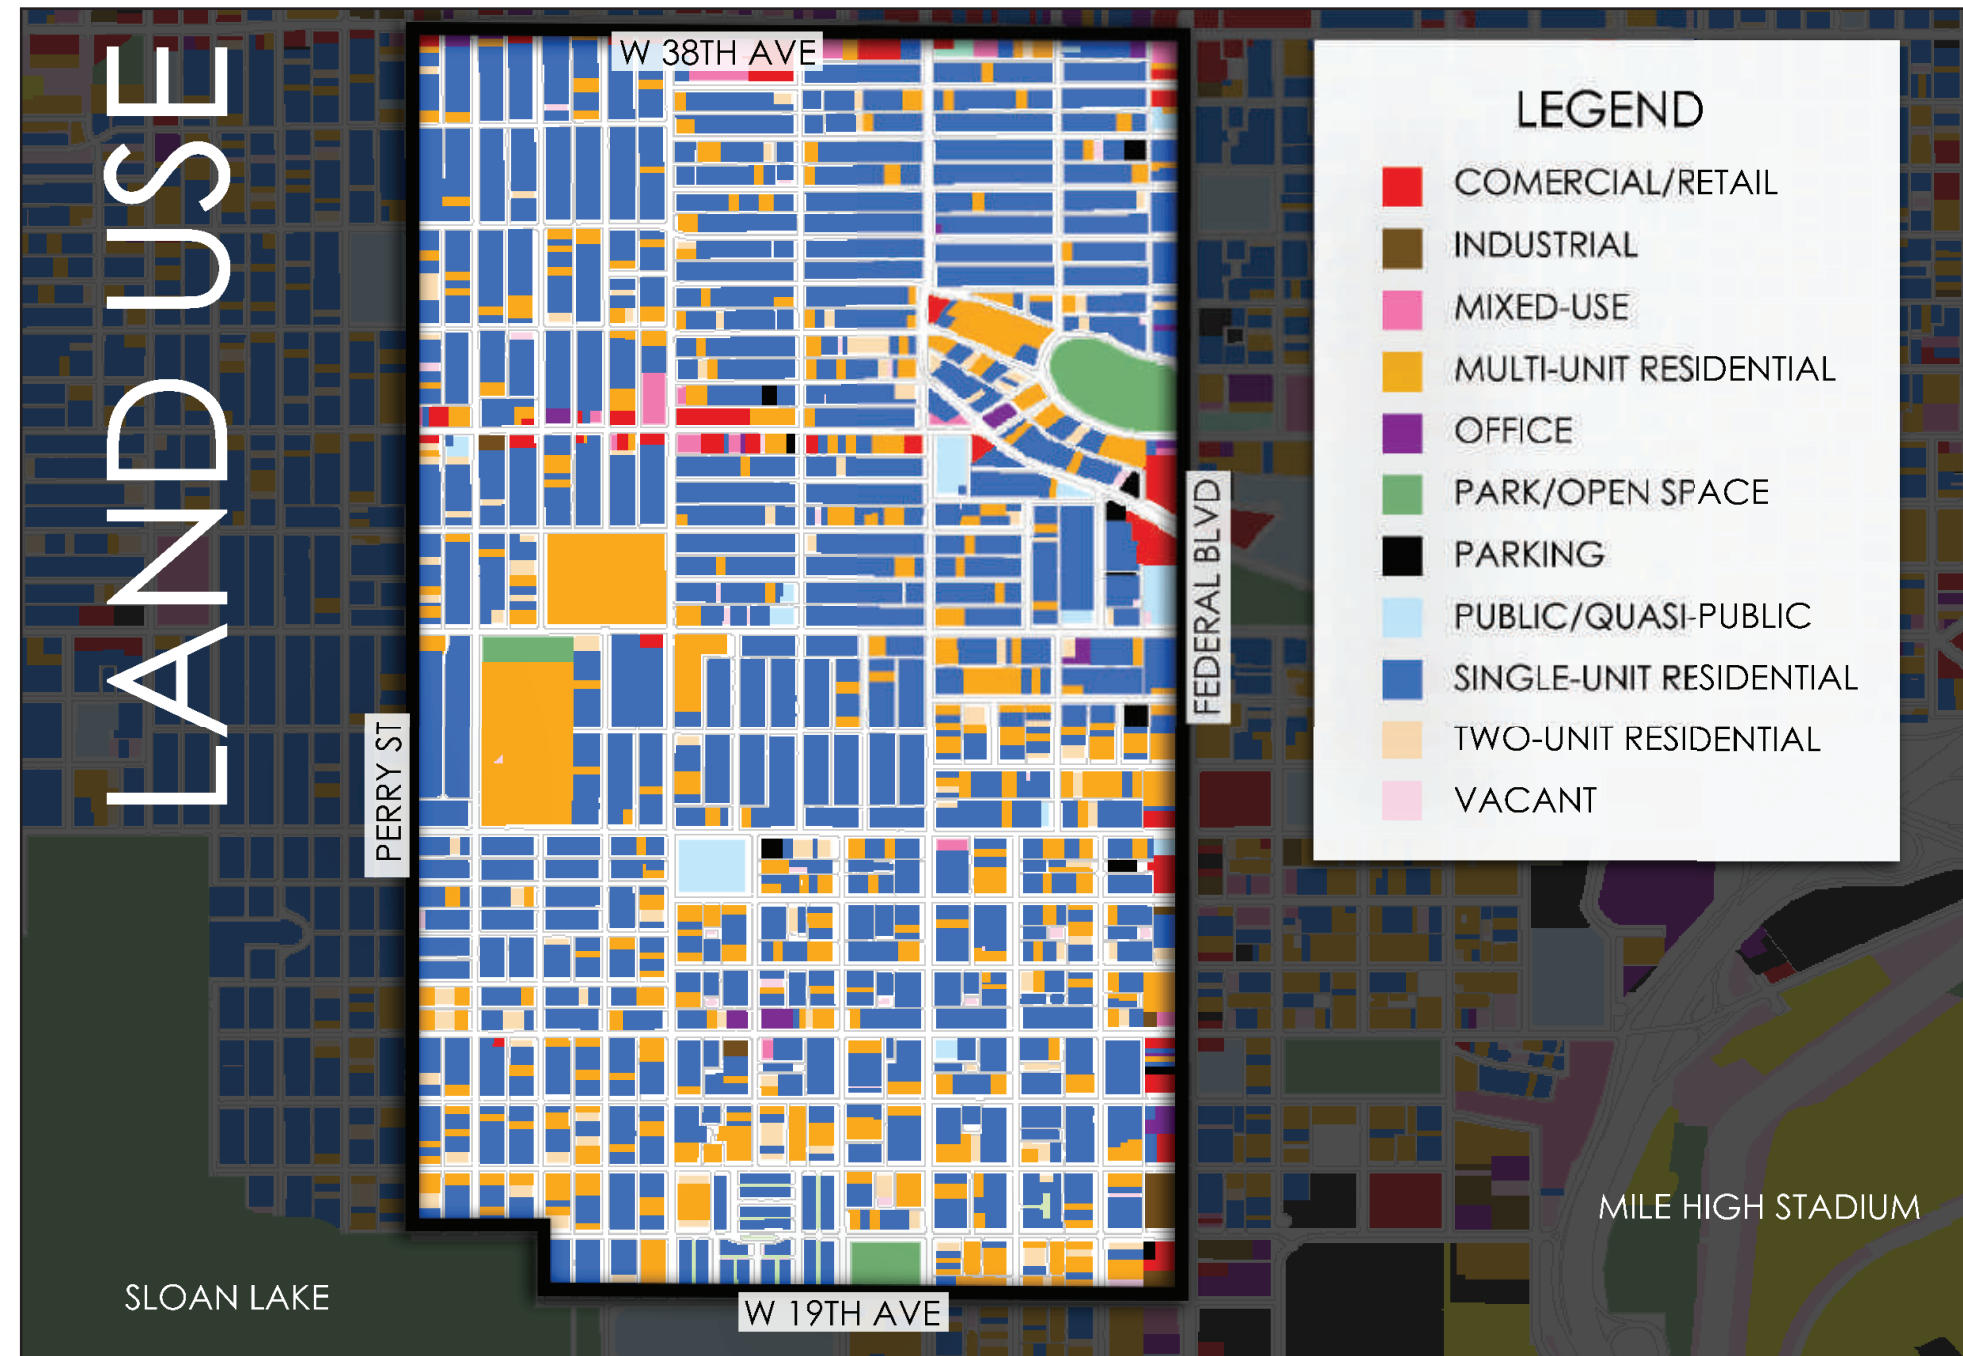 LAND USE
W 38TH AVE
PERRY ST
FEDERAL BLVD
W 19TH AVE
SLOAN LAKE
MILE HIGH STADIUM
LEGEND
COMERCIAL/RETAIL
INDUSTRIAL
MIXED-USE
MULTI-UNIT RESIDENTIAL
OFFICE
PARK/OPEN SPACE
PARKING
PUBLIC/QUASI-PUBLIC
SINGLE-UNIT RESIDENTIAL
TWO-UNIT RESIDENTIAL
VACANT